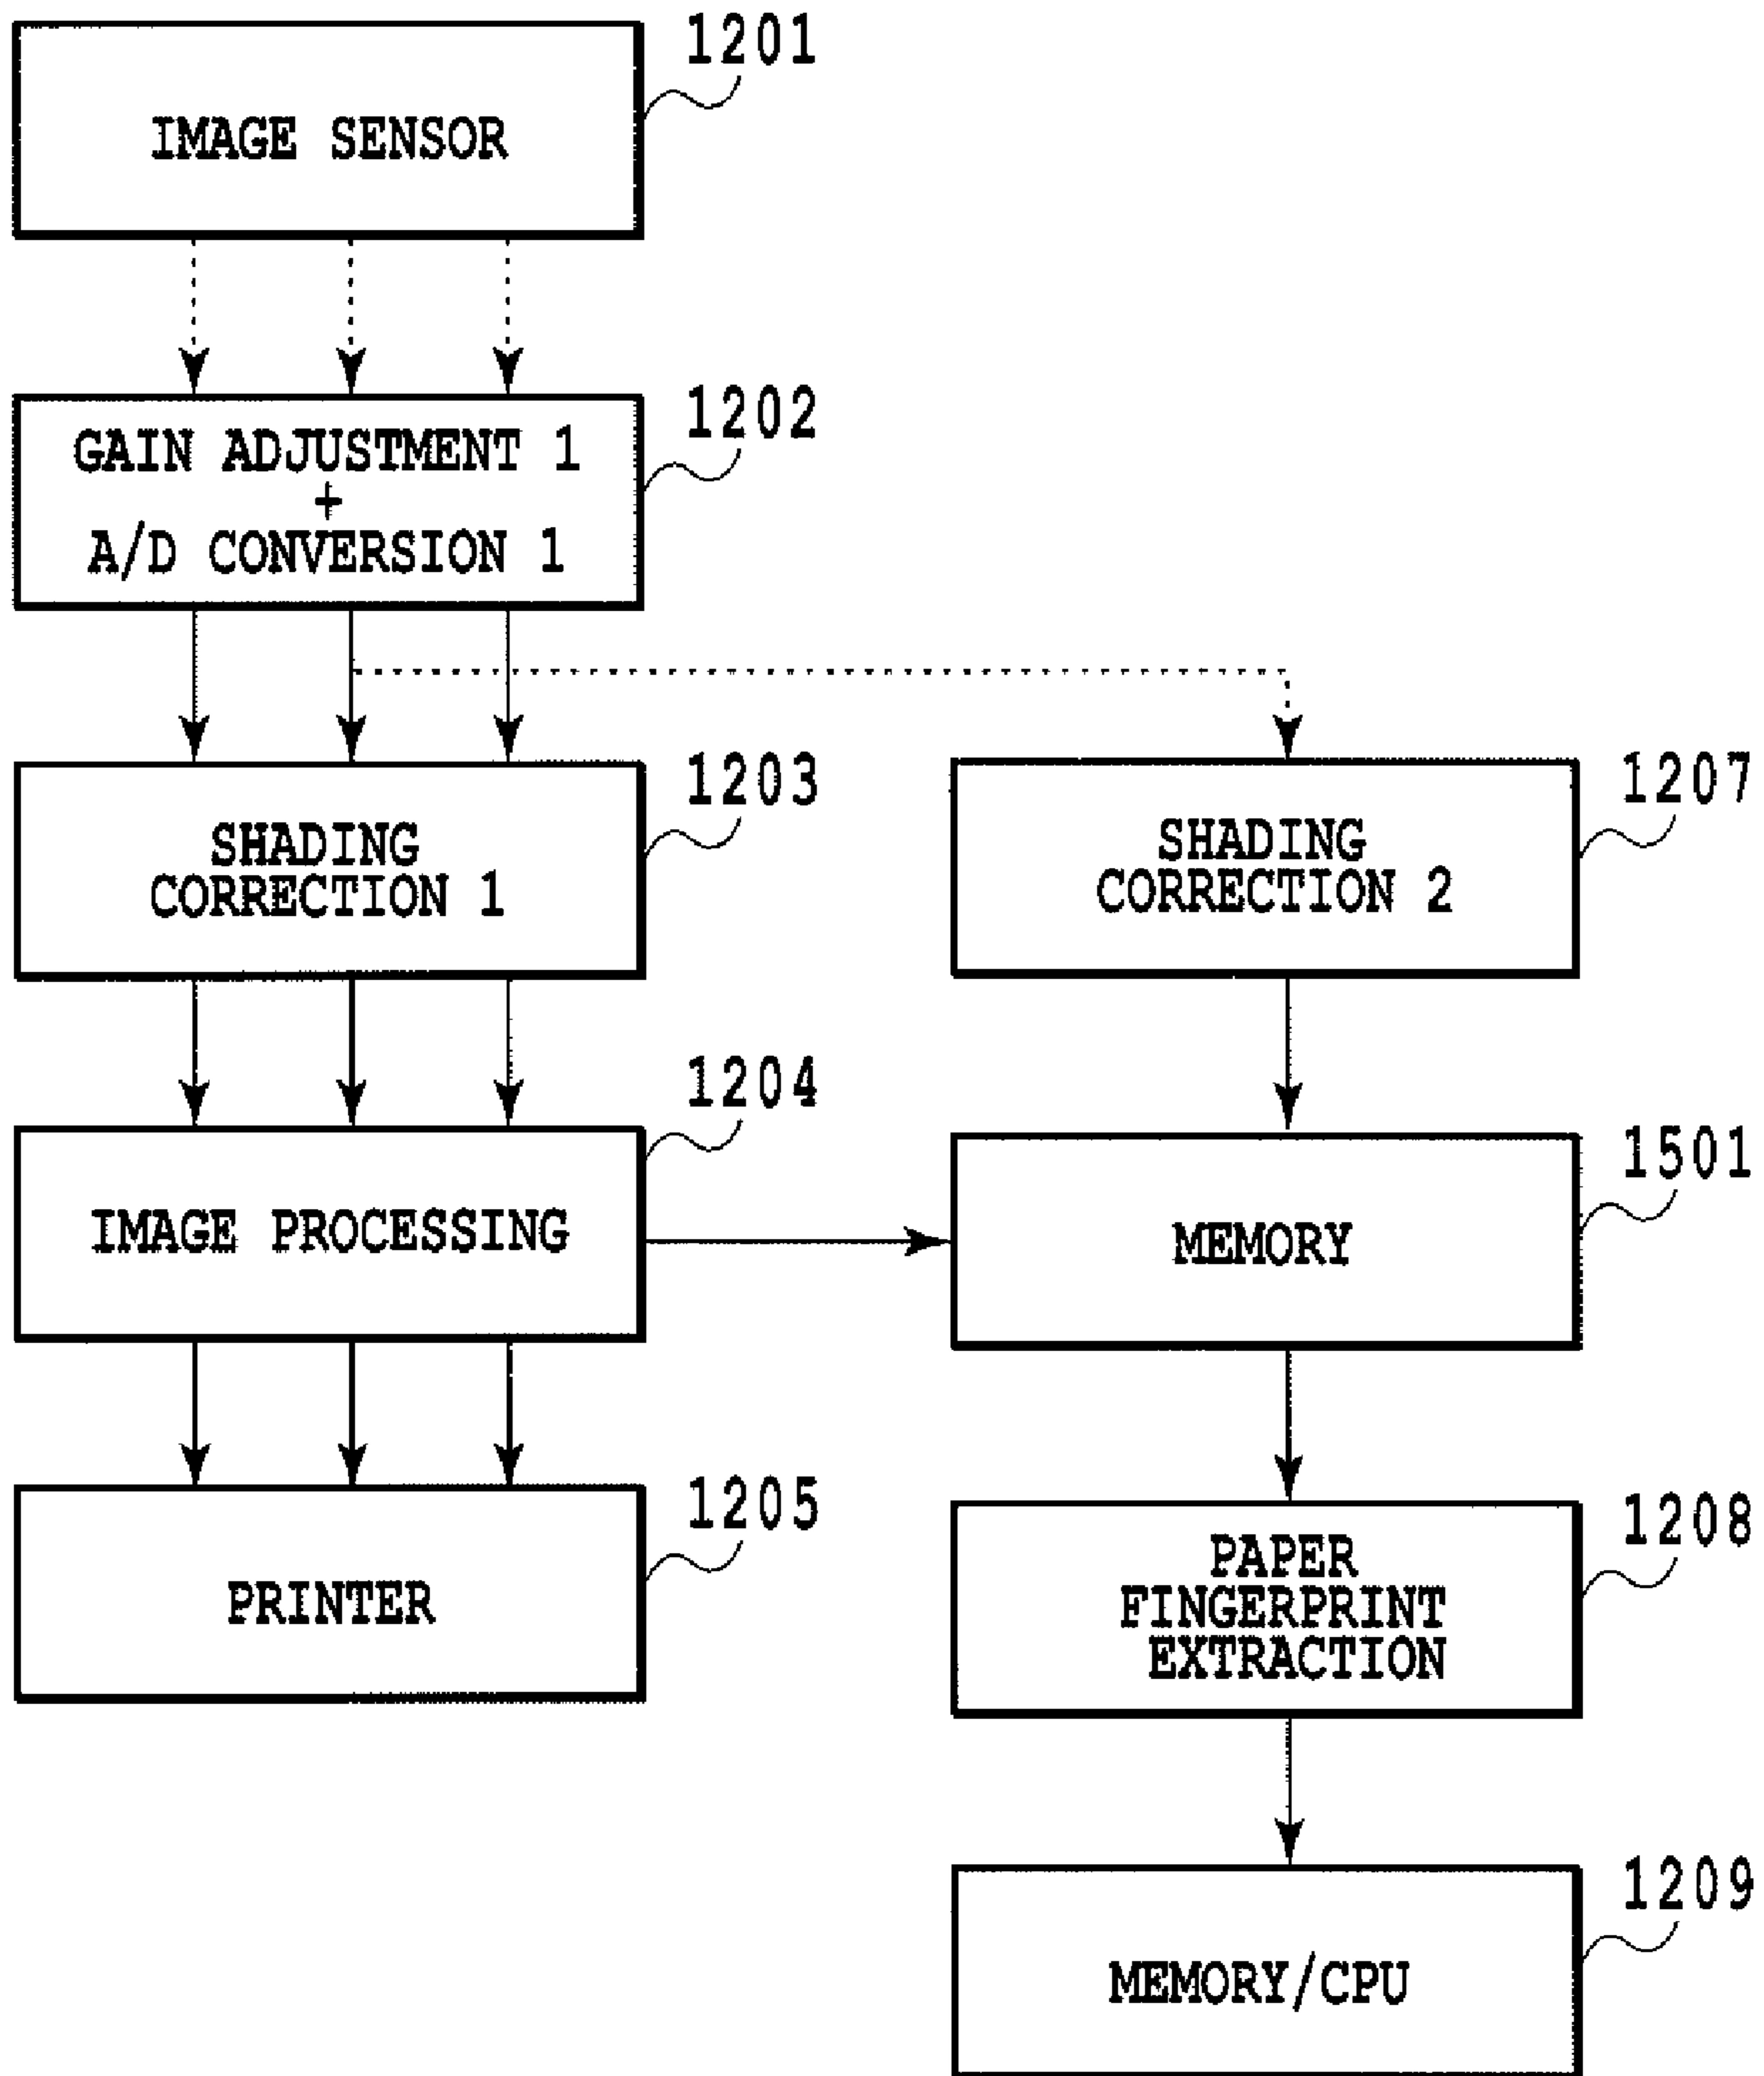 1201
IMAGE SENSOR
1202
GAIN ADJUSTMENT 1
+
A/D CONVERSION 1
1203
SHADING
CORRECTION 1
1207
SHADING
CORRECTION 2
1204
IMAGE PROCESSING
1501
MEMORY
1205
PRINTER
1208
PAPER
FINGERPRINT
EXTRACTION
1209
MEMORY/CPU